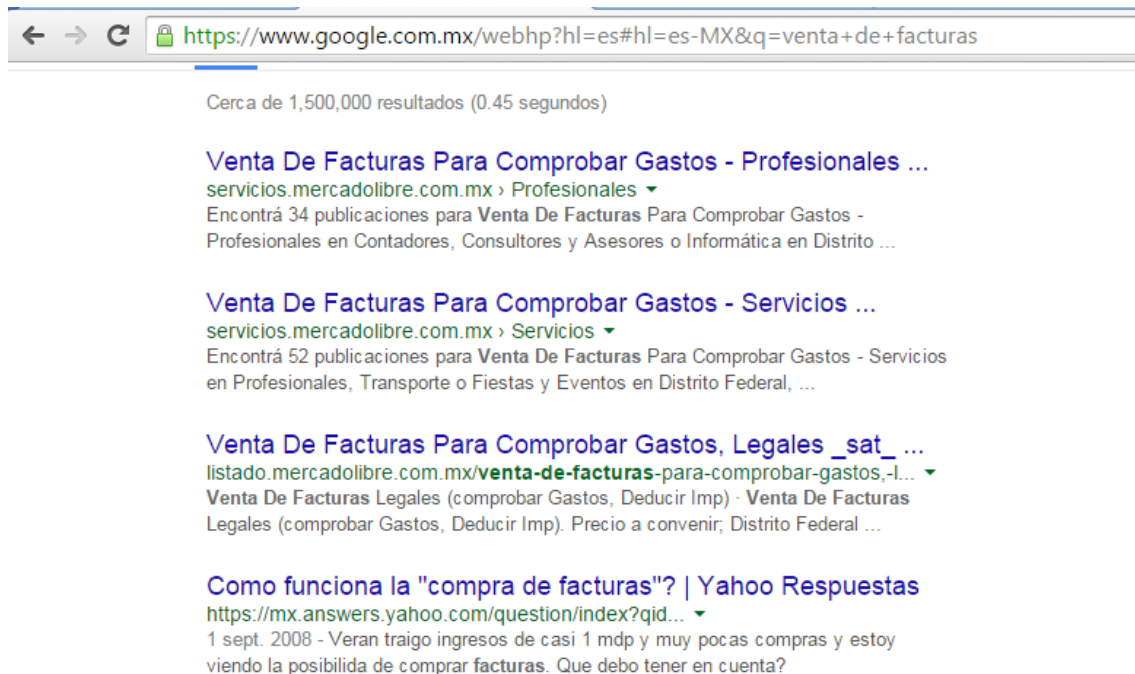 https://www.google.com.mx/webhp?hl=es#hl=es-MX&q=venta+de+facturas
Cerca de 1,500,000 resultados (0.45 segundos)
Venta De Facturas Para Comprobar Gastos - Profesionales ...
servicios.mercadolibre.com.mx › Profesionales
Encontrá 34 publicaciones para Venta De Facturas Para Comprobar Gastos -
Profesionales en Contadores, Consultores y Asesores o Informática en Distrito ...
Venta De Facturas Para Comprobar Gastos - Servicios ...
servicios.mercadolibre.com.mx › Servicios
Encontrá 52 publicaciones para Venta De Facturas Para Comprobar Gastos - Servicios
en Profesionales, Transporte o Fiestas y Eventos en Distrito Federal, ...
Venta De Facturas Para Comprobar Gastos, Legales _sat_ ...
listado.mercadolibre.com.mx/venta-de-facturas-para-comprobar-gastos,-l...
Venta De Facturas Legales (comprobar Gastos, Deducir Imp) · Venta De Facturas
Legales (comprobar Gastos, Deducir Imp). Precio a convenir; Distrito Federal ...
Como funciona la "compra de facturas"? | Yahoo Respuestas
https://mx.answers.yahoo.com/question/index?qid...
1 sept. 2008 - Veran traigo ingresos de casi 1 mdp y muy pocas compras y estoy
viendo la posibilida de comprar facturas. Que debo tener en cuenta?